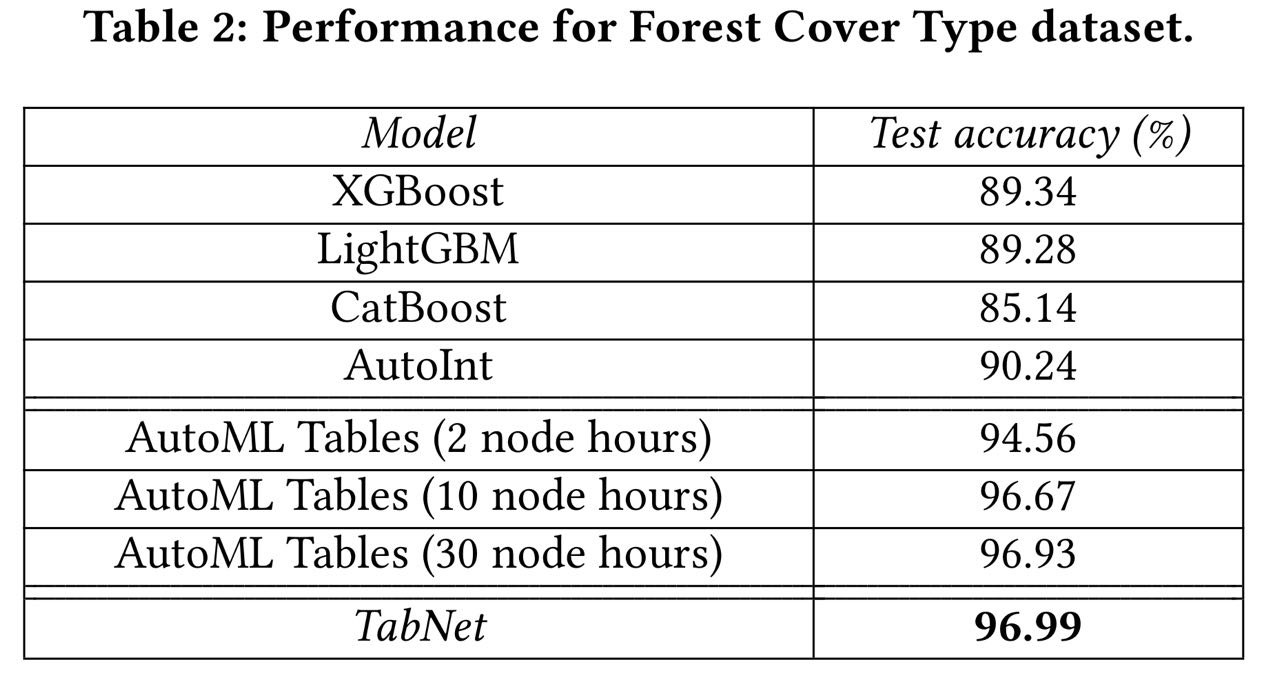 Table 2: Performance for Forest Cover Type dataset.
Model Test accuracy (%)
XGBoost 89.34
LightGBM 89.28
CatBoost 85.14
AutoInt 90.24
AutoML Tables (2 node hours) 94.56
AutoML Tables (10 node hours) 96.67
AutoML Tables (30 node hours) 96.93
TabNet 96.99